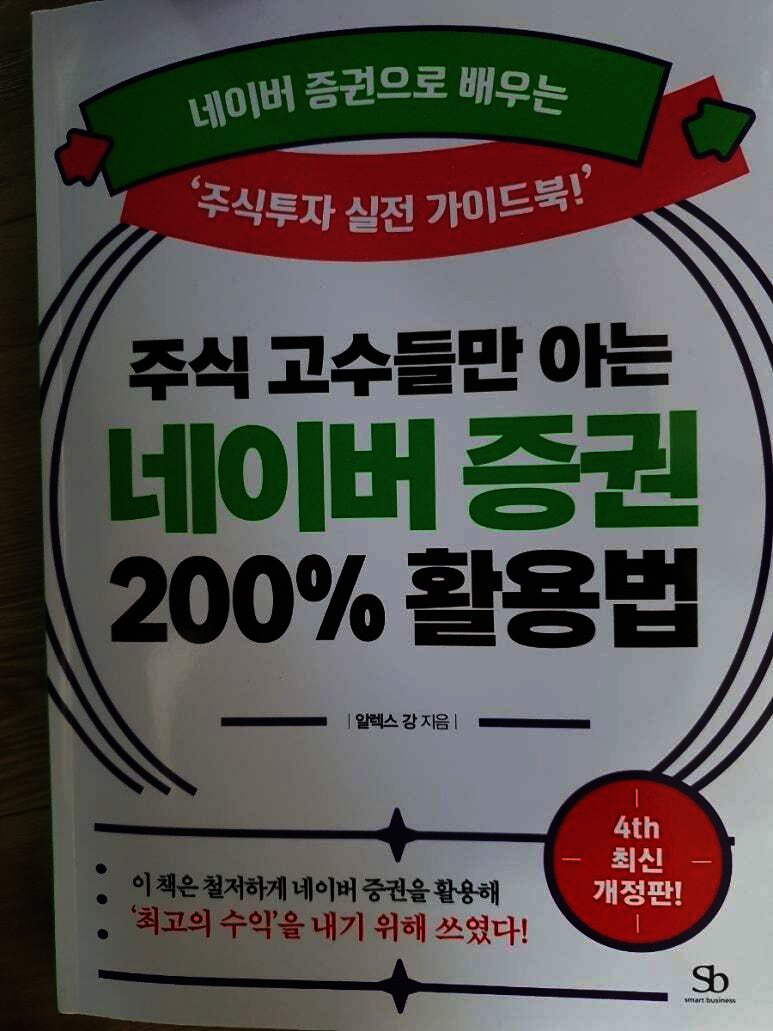 네이버 증권으로 배우는
‘주식투자 실전 가이드북!’
주식 고수들만 아는
네이버 증권
200% 활용법
| 알렉스 강 지음 |
4th
최신
개정판!
이 책은 철저하게 네이버 증권을 활용해
‘최고의 수익’을 내기 위해 쓰였다!
Sb
smart business